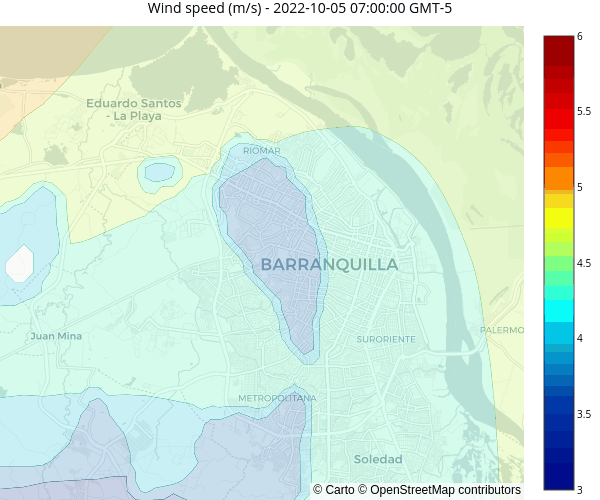 Wind speed (m/s) - 2022-10-05 07:00:00 GMT-5
6
5.5
5
4.5
4
3.5
3
Eduardo Santos
- La Playa
RIOMAR
BARRANQUILLA
Juan Mina
SURORIENTE
PALERMO
METROPOLITANA
Soledad
© Carto © OpenStreetMap contributors